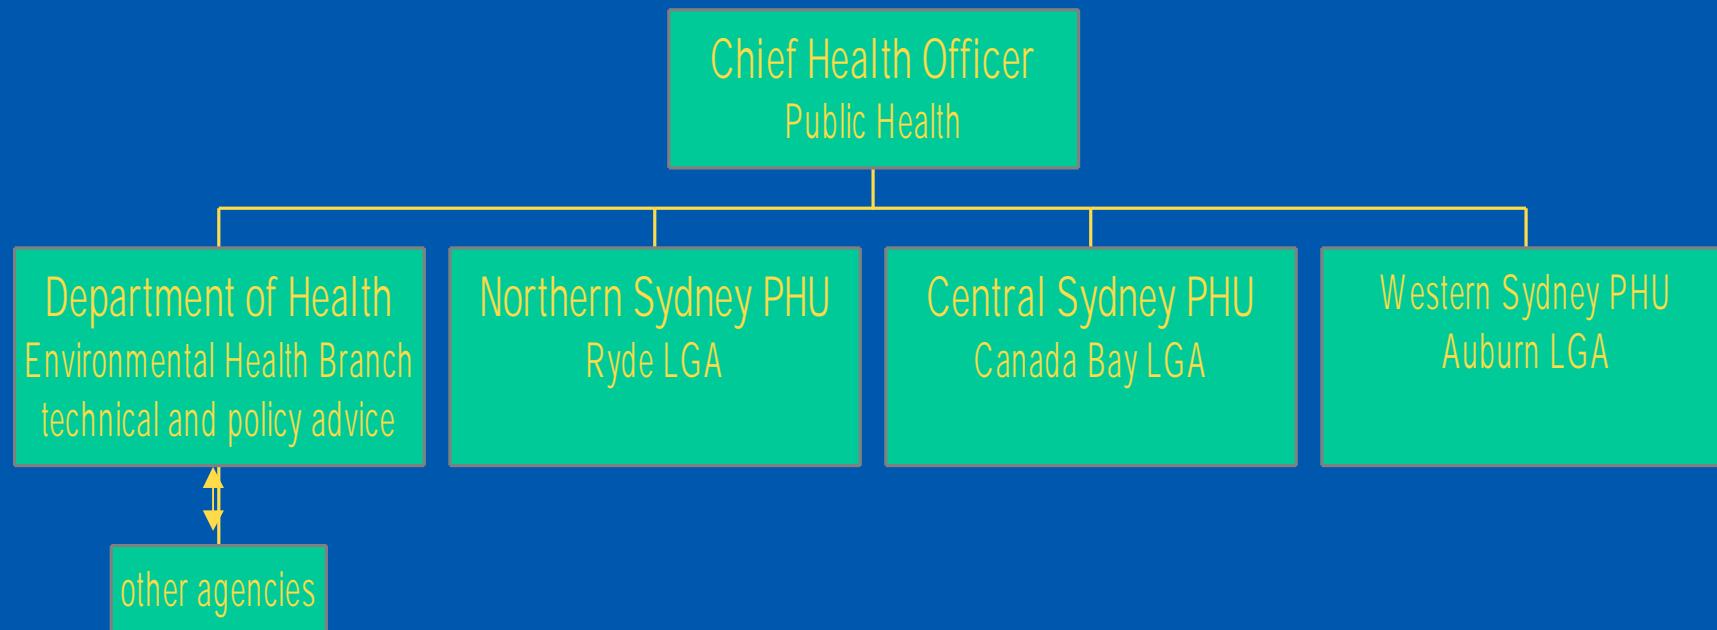 Chief Health Officer
Public Health
Department of Health
Environmental Health Branch
technical and policy advice
Northern Sydney PHU
Ryde LGA
Central Sydney PHU
Canada Bay LGA
Western Sydney PHU
Auburn LGA
other agencies